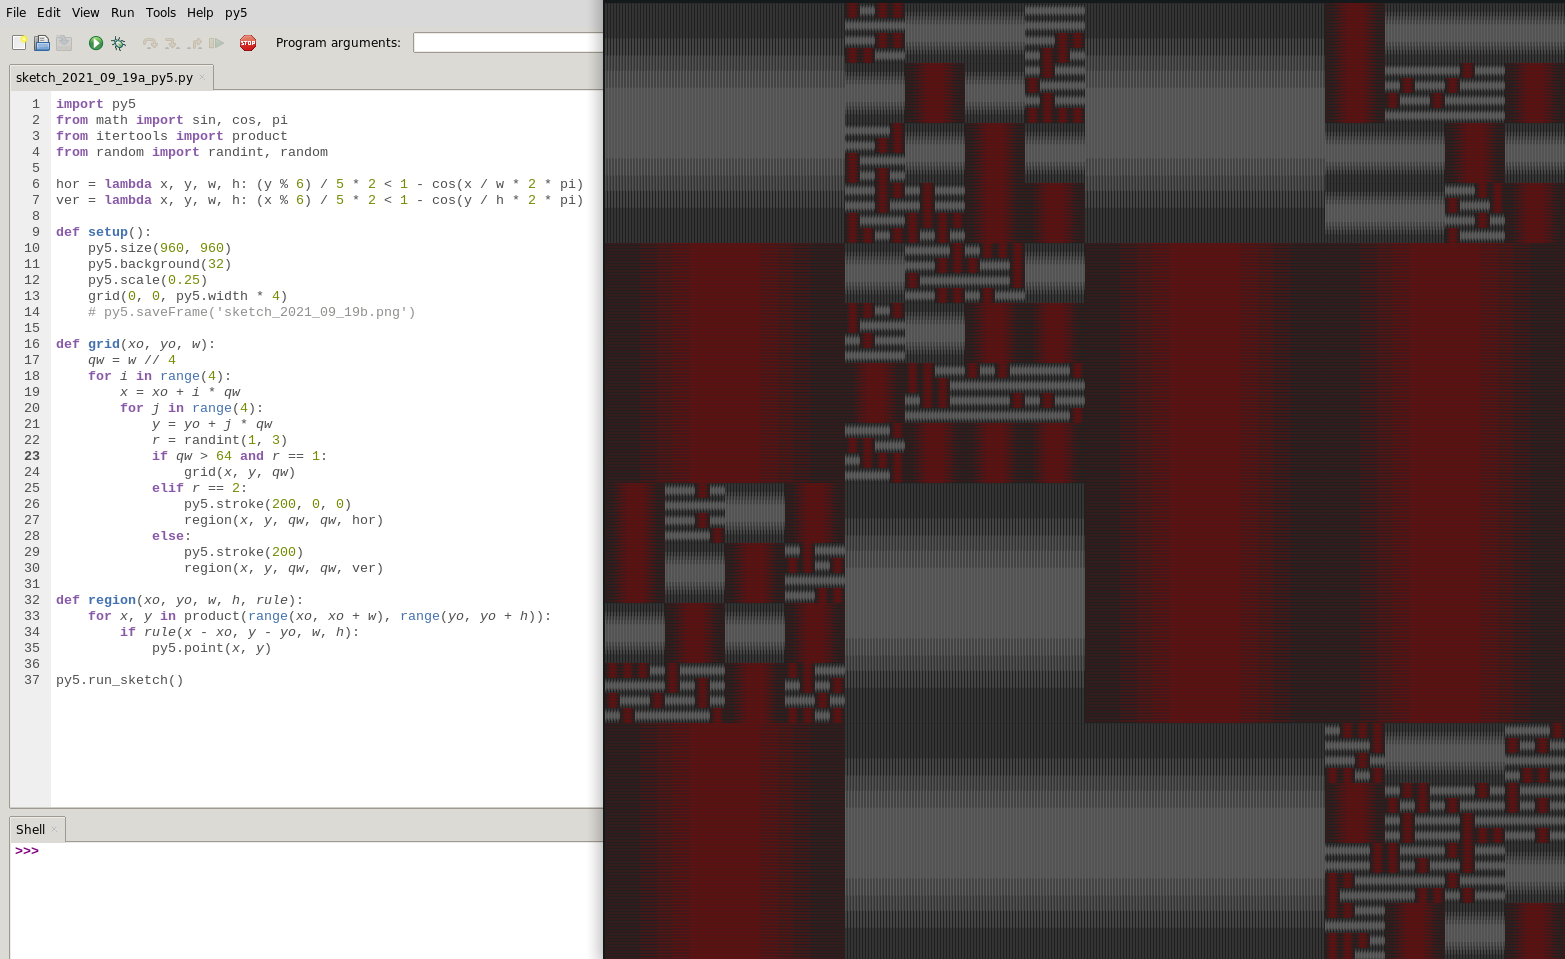 File Edit View Run Tools Help py5
STOP Program arguments:
sketch_2021_09_19a_py5.py ×
1 import py5
2 from math import sin, cos, pi
3 from itertools import product
4 from random import randint, random
5
6 hor = lambda x, y, w, h: (y % 6) / 5 * 2 < 1 - cos(x / w * 2 * pi)
7 ver = lambda x, y, w, h: (x % 6) / 5 * 2 < 1 - cos(y / h * 2 * pi)
8
9 def setup():
10     py5.size(960, 960)
11     py5.background(32)
12     py5.scale(0.25)
13     grid(0, 0, py5.width * 4)
14     # py5.saveFrame('sketch_2021_09_19b.png')
15
16 def grid(xo, yo, w):
17     qw = w // 4
18     for i in range(4):
19         x = xo + i * qw
20         for j in range(4):
21             y = yo + j * qw
22             r = randint(1, 3)
23             if qw > 64 and r == 1:
24                 grid(x, y, qw)
25             elif r == 2:
26                 py5.stroke(200, 0, 0)
27                 region(x, y, qw, qw, hor)
28             else:
29                 py5.stroke(200)
30                 region(x, y, qw, qw, ver)
31
32 def region(xo, yo, w, h, rule):
33     for x, y in product(range(xo, xo + w), range(yo, yo + h)):
34         if rule(x - xo, y - yo, w, h):
35             py5.point(x, y)
36
37 py5.run_sketch()
Shell ×
>>>